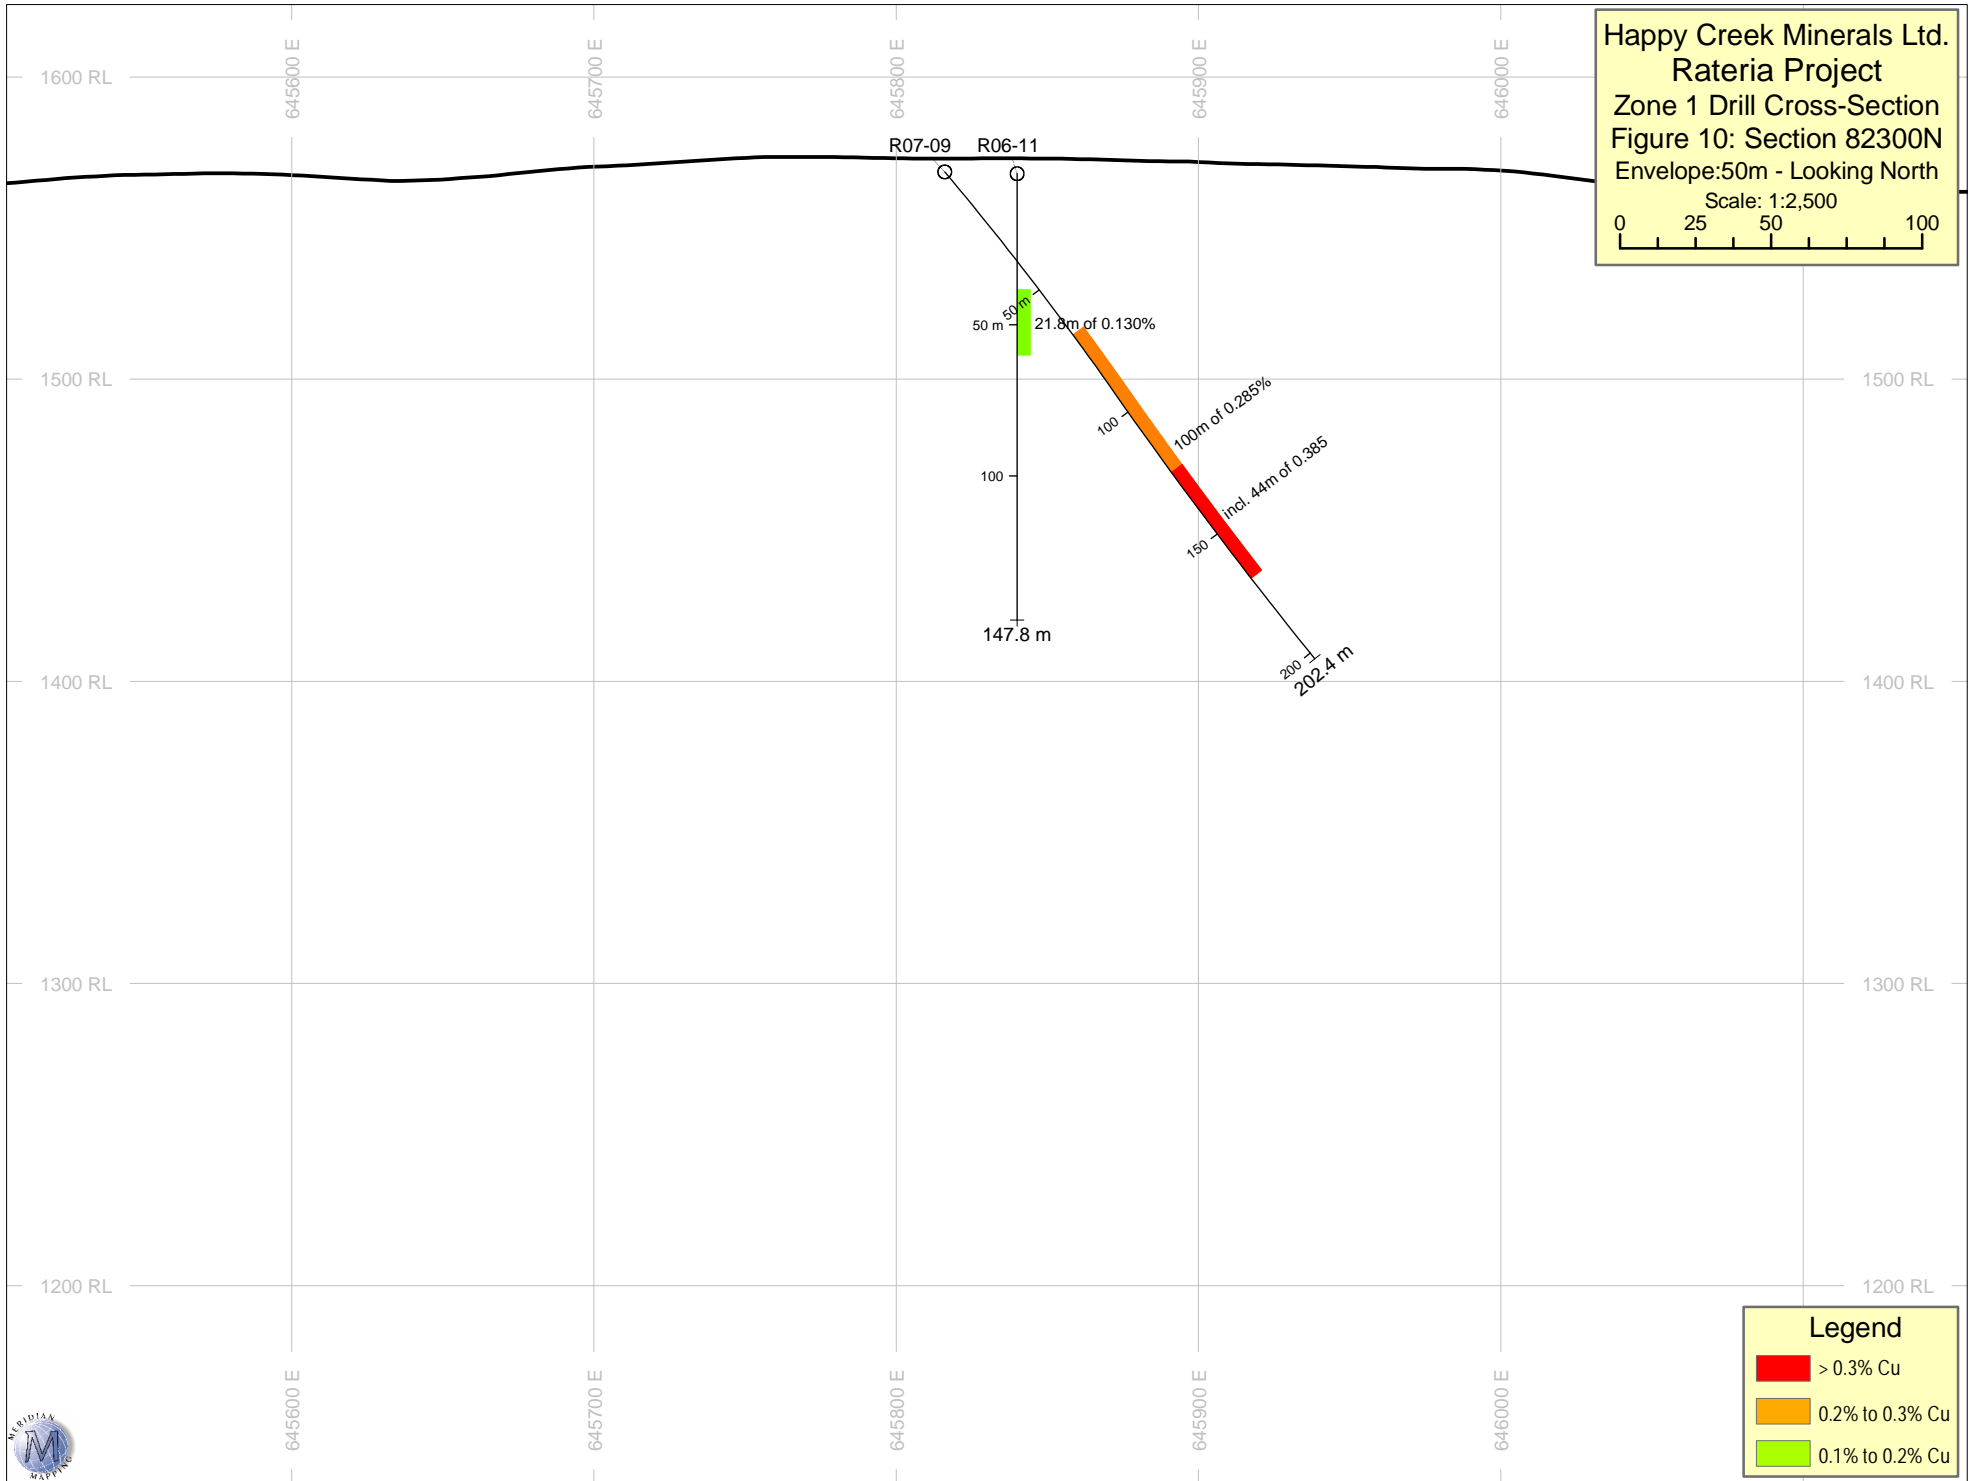 645600 E
645700 E
645800 E
645900 E
646000 E
1600 RL
Happy Creek Minerals Ltd.
Rateria Project
Zone 1 Drill Cross-Section
Figure 10: Section 82300N
Envelope:50m - Looking North
Scale: 1:2,500
0 25 50 100
R07-09 R06-11
50 m
50 m
21.8m of 0.130%
1500 RL
1500 RL
100
100m of 0.285%
100
incl. 44m of 0.385
150
147.8 m
200
202.4 m
1400 RL
1400 RL
1300 RL
1300 RL
1200 RL
1200 RL
Legend
> 0.3% Cu
0.2% to 0.3% Cu
0.1% to 0.2% Cu
645600 E
645700 E
645800 E
645900 E
646000 E
MERIDIAN
M
MAPPING